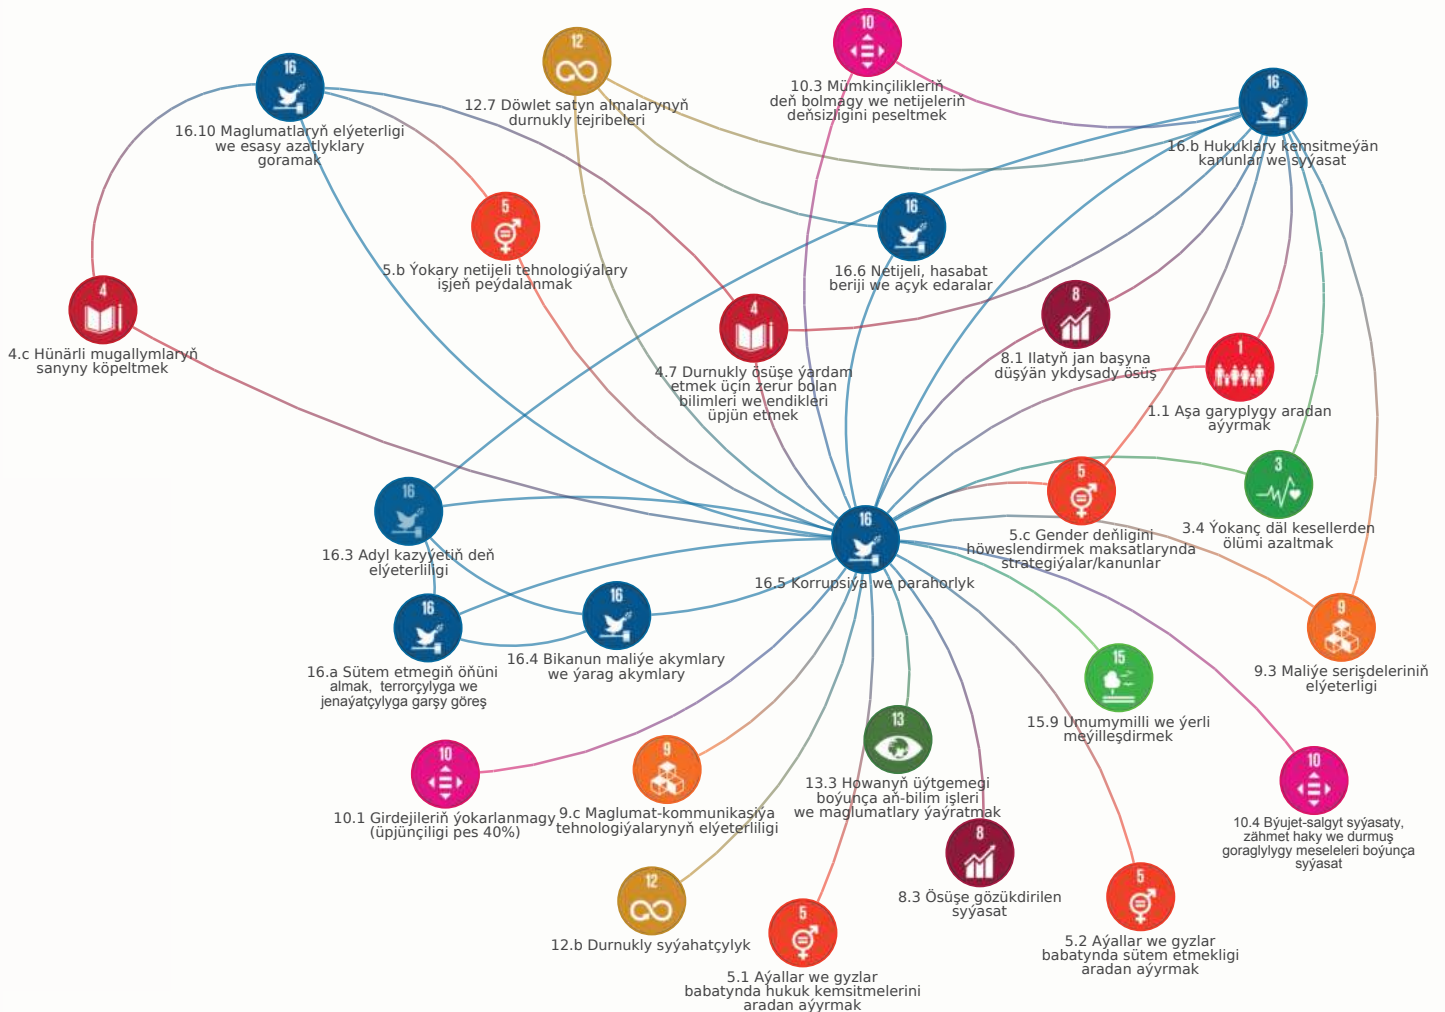 10
10.3 Mümkinçilikleriň
deň bolmagy we netijeleriň
deňsizligini peseltmek
12
12.7 Döwlet satyn almalarynyň
durnukly tejribeleri
16
16.10 Maglumatlaryň elýeterligi
we esasy azatlyklary
goramak
16
16.b Hukuklary kemsitmeýän
kanunlar we syýasat
5
5.b Ýokary netijeli tehnologiýalary
işjeň peýdalanmak
16
16.6 Netijeli, hasabat
beriji we açyk edaralar
4
4.c Hünärli mugallymlaryň
sanyny köpeltmek
4
4.7 Durnukly ösüşe ýardam
etmek üçin zerur bolan
bilimleri we endikleri
üpjün etmek
8
8.1 Ilatyň jan başyna
düşýän ykdysady ösüş
1
1.1 Aşa garyplygy aradan
aýyrmak
16
16.3 Adyl kazyýetiň deň
elýeterliligi
16
16.5 Korrupsiýa we parahorlyk
5
5.c Gender deňligini
höweslendirmek maksatlarynda
strategiýalar/kanunlar
3
3.4 Ýokanç däl kesellerden
ölümi azaltmak
16
16.a Sütem etmegiň öňüni
almak, terrorçylyga we
jenaýatçylyga garşy göreş
16
16.4 Bikanun maliýe akymlary
we ýarag akymlary
15
15.9 Umumymilli we ýerli
meýilleşdirmek
9
9.3 Maliýe serişdeleriniň
elýeterligi
10
10.1 Girdejileriň ýokarlanmagy
(üpjünçiligi pes 40%)
9
9.c Maglumat-kommunikasiýa
tehnologiýalarynyň elýeterliligi
13
13.3 Howanyň üýtgemegi
boýunça aň-bilim işleri
we maglumatlary ýaýratmak
10
10.4 Býujet-salgyt syýasaty,
zähmet haky we durmuş
goraglylygy meseleleri boýunça
syýasat
8
8.3 Ösüşe gözükdirilen
syýasat
12
12.b Durnukly syýahatçylyk
5
5.1 Aýallar we gyzlar
babatynda hukuk kemsitmelerini
aradan aýyrmak
5
5.2 Aýallar we gyzlar
babatynda sütem etmekligi
aradan aýyrmak